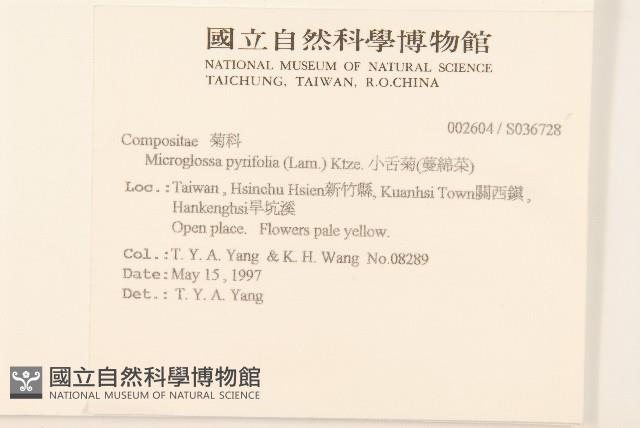 國立自然科學博物館
NATIONAL MUSEUM OF NATURAL SCIENCE
TAICHUNG, TAIWAN, R.O.CHINA
002604 / S036728
Compositae 菊科
Microglossa pyrifolia (Lam.) Ktze. 小舌菊(蔓綿菜)
Loc.:Taiwan , Hsinchu Hsien新竹縣, Kuanhsi Town關西鎮 ,
Hankenghsi旱坑溪
Open place. Flowers pale yellow.
Col.:T. Y. A. Yang & K. H. Wang No.08289
Date:May 15 , 1997
Det.: T. Y. A. Yang
國立自然科學博物館
NATIONAL MUSEUM OF NATURAL SCIENCE